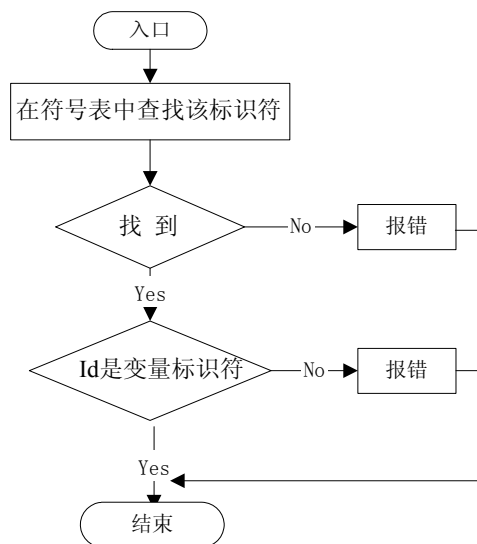 入口
在符号表中查找该标识符
找 到
No
报错
Yes
Id是变量标识符
No
报错
Yes
结束